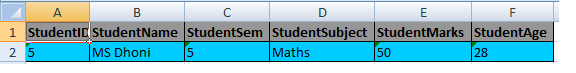 A B C D E F
1 StudentID StudentName StudentSem StudentSubject StudentMarks StudentAge
2 5 MS Dhoni 5 Maths 50 28